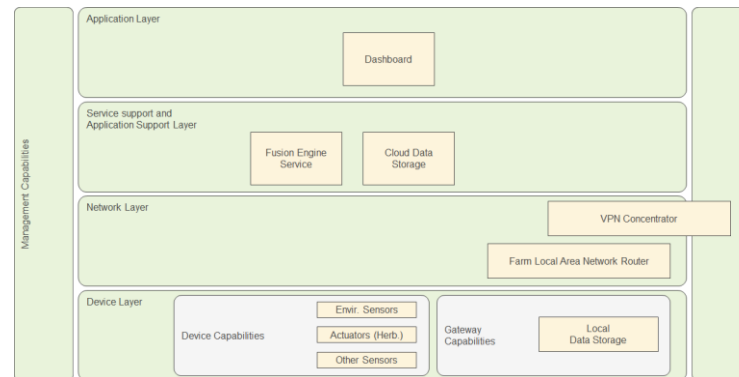 Application Layer
Dashboard
Service support and
Application Support Layer
Fusion Engine
Service
Cloud Data
Storage
Management Capabilities
Network Layer
VPN Concentrator
Farm Local Area Network Router
Device Layer
Device Capabilities
Envir. Sensors
Actuators (Herb.)
Other Sensors
Gateway
Capabilities
Local
Data Storage